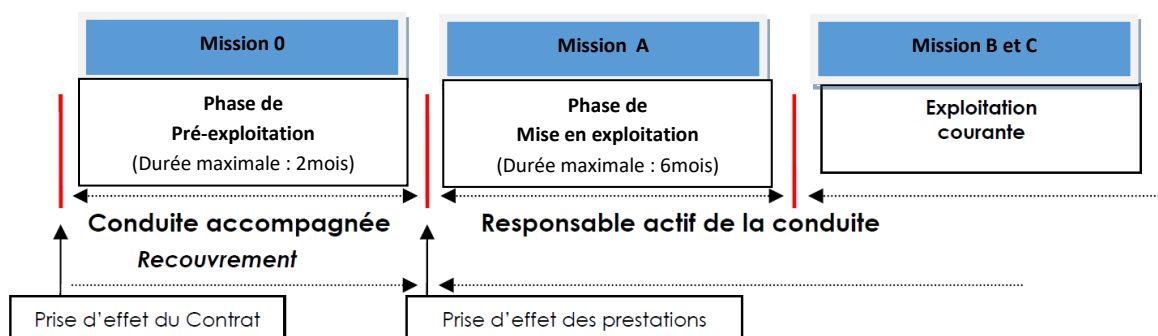 Mission 0
Mission A
Mission B et C
Phase de
Pré-exploitation
(Durée maximale : 2mois)
Phase de
Mise en exploitation
(Durée maximale : 6mois)
Exploitation
courante
Conduite accompagnée
Responsable actif de la conduite
Recouvrement
Prise d’effet du Contrat
Prise d’effet des prestations